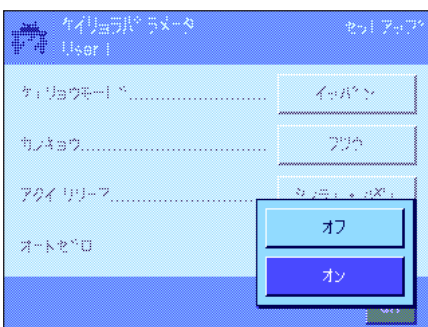 ケイリョウパラメータ
セットアップ
User 1
ケイリョウモード
イッパン
カンキョウ
フツウ
アタイ リリース
オートゼロ
オフ
オン